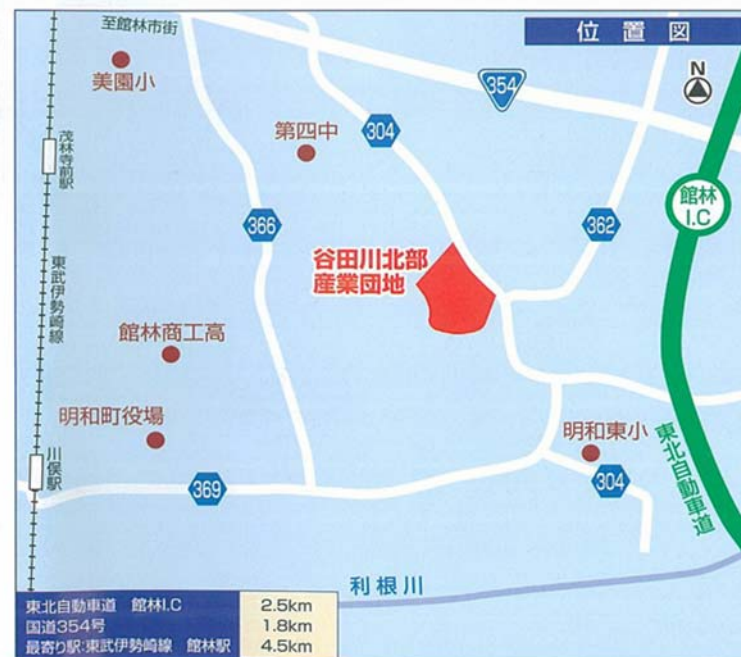 位置図
至館林市街
美園小
354
N
第四中
304
茂林寺前駅
館林
I.C
366
362
谷田川北部
産業団地
東武伊勢崎線
館林商工高
明和町役場
明和東小
東北自動車道
川俣駅
369
304
利根川
東北自動車道 館林I.C 2.5km
国道354号 1.8km
最寄り駅:東武伊勢崎線 館林駅 4.5km